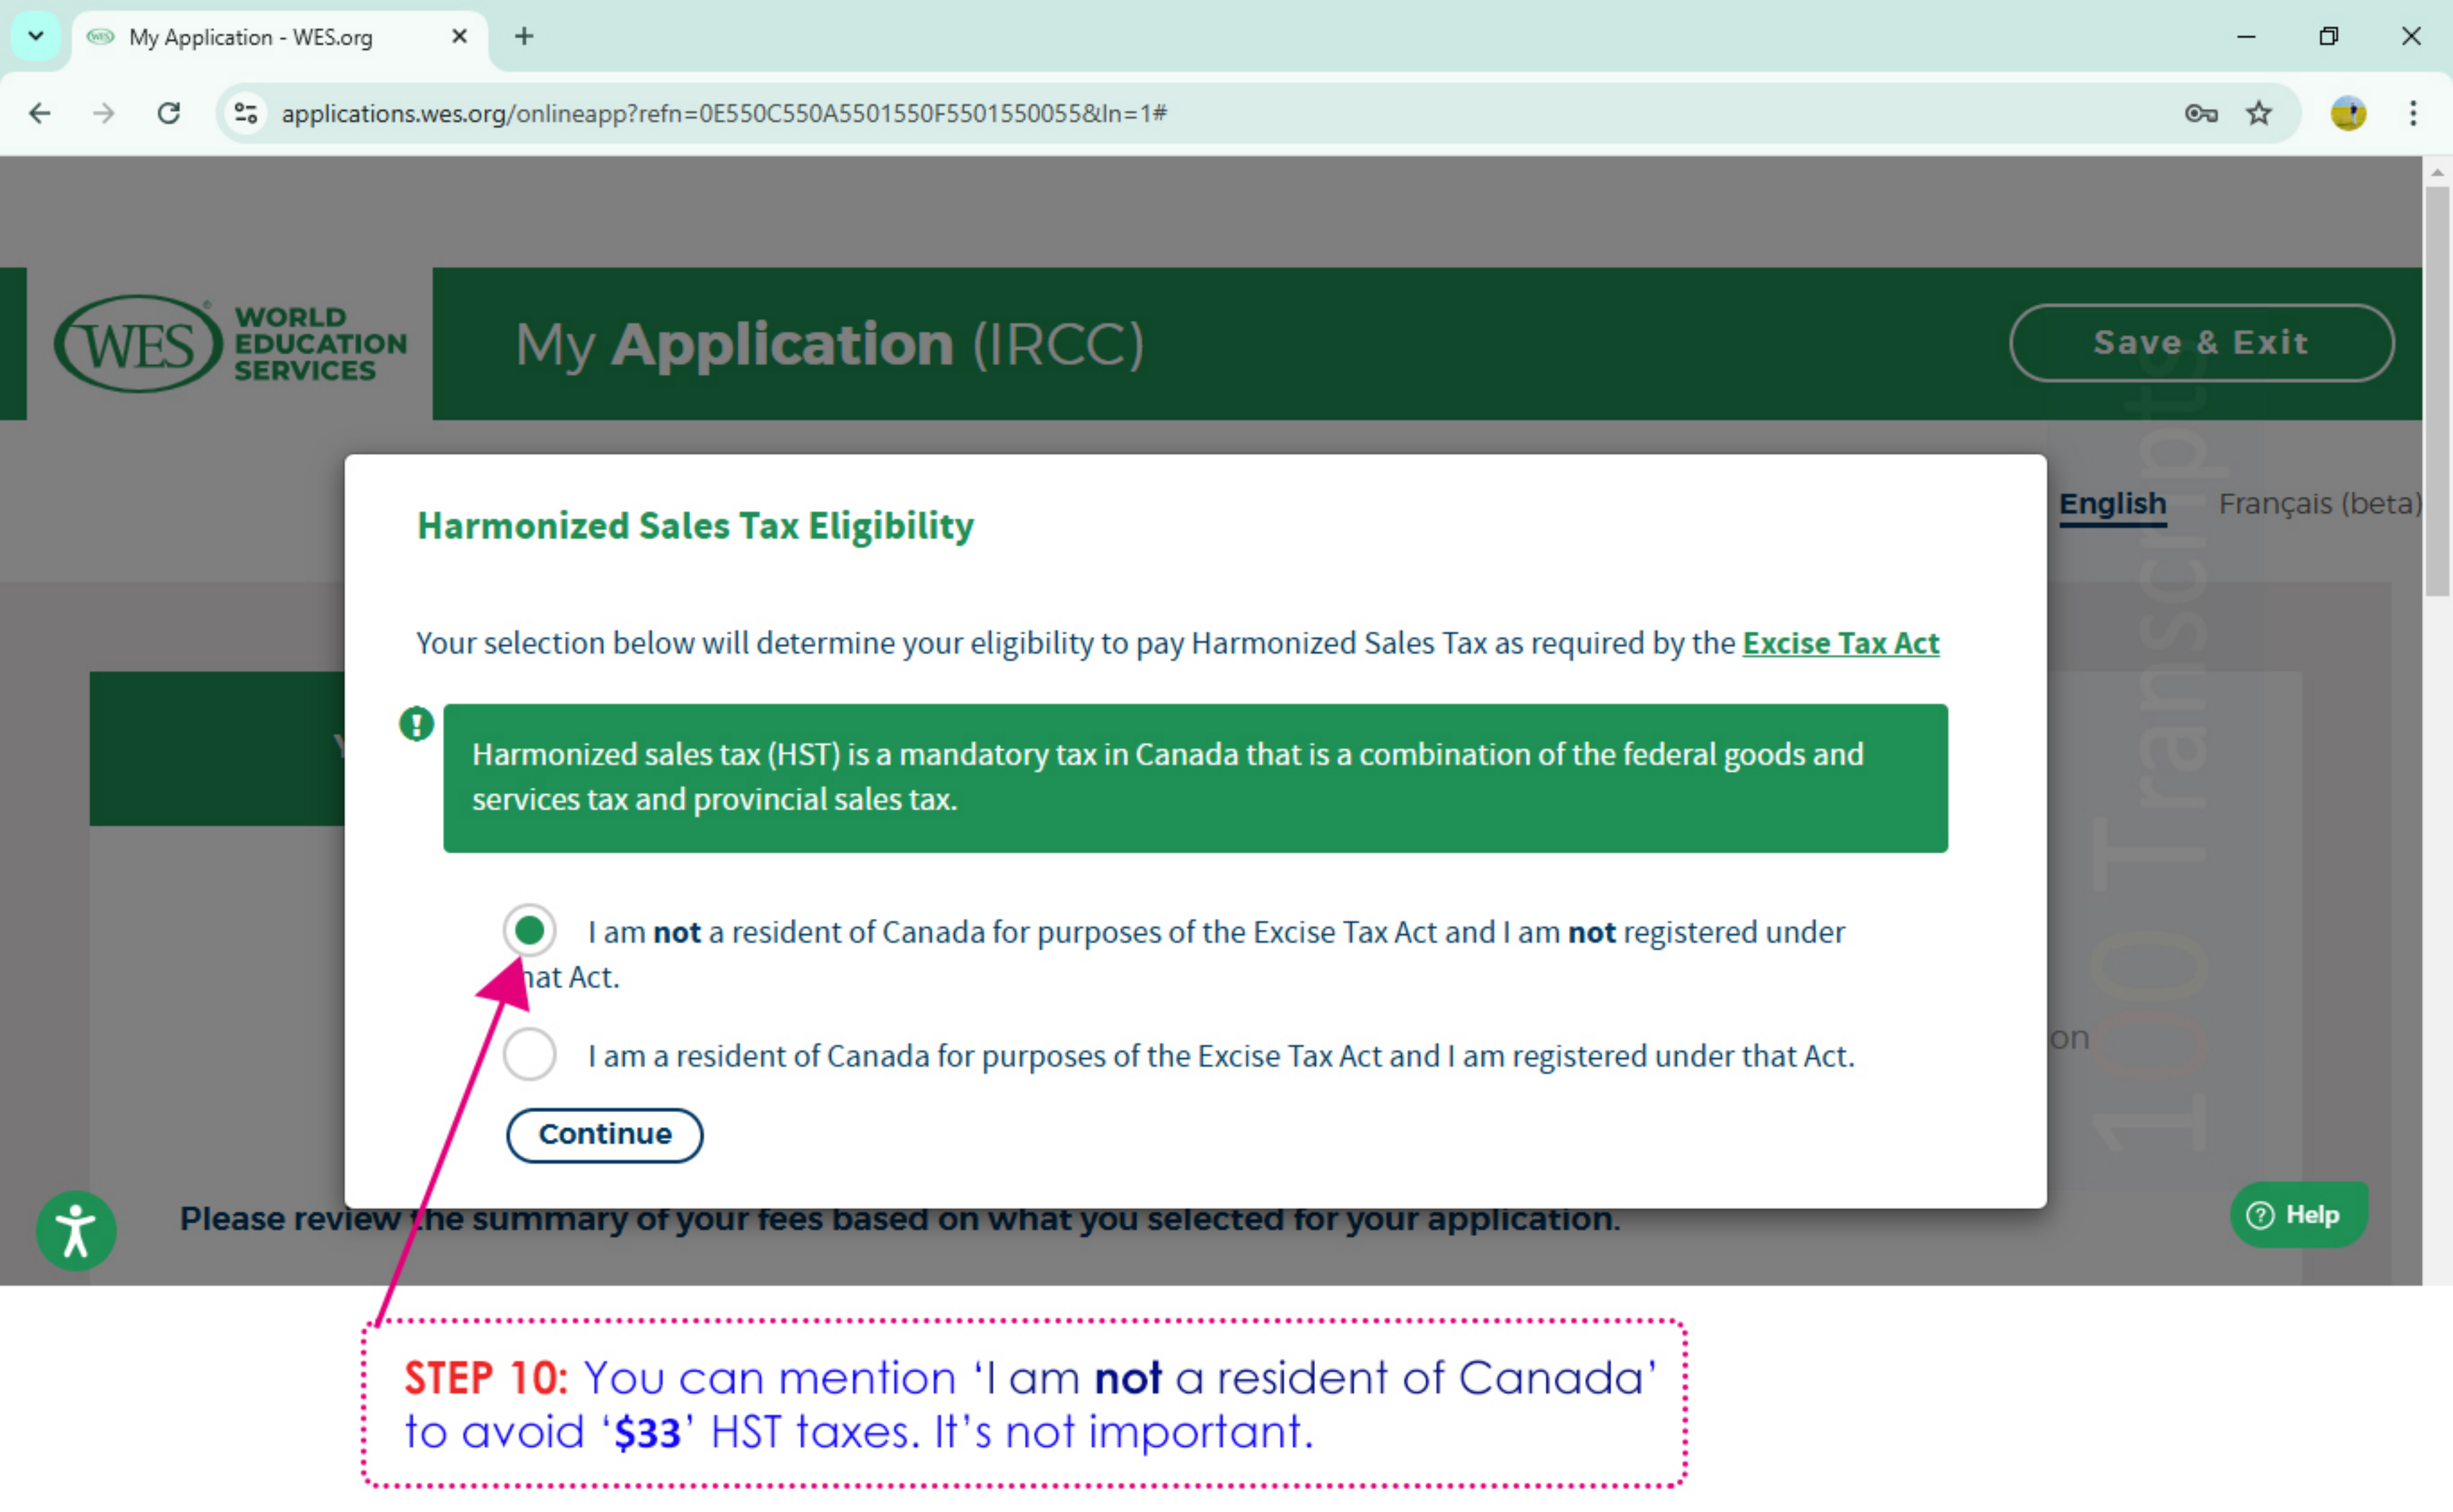 My Application - WES.org
applications.wes.org/onlineapp?refn=0E550C550A5501550F5501550055&ln=1#
WES
WORLD
EDUCATION
SERVICES
My Application (IRCC)
Save & Exit
English Français (beta)
Harmonized Sales Tax Eligibility
Your selection below will determine your eligibility to pay Harmonized Sales Tax as required by the Excise Tax Act
Harmonized sales tax (HST) is a mandatory tax in Canada that is a combination of the federal goods and
services tax and provincial sales tax.
I am not a resident of Canada for purposes of the Excise Tax Act and I am not registered under
hat Act.
I am a resident of Canada for purposes of the Excise Tax Act and I am registered under that Act.
on
Continue
Please review the summary of your fees based on what you selected for your application.
Help
100 Transcripts
STEP 10: You can mention ‘I am not a resident of Canada’
to avoid ‘$33’ HST taxes. It’s not important.